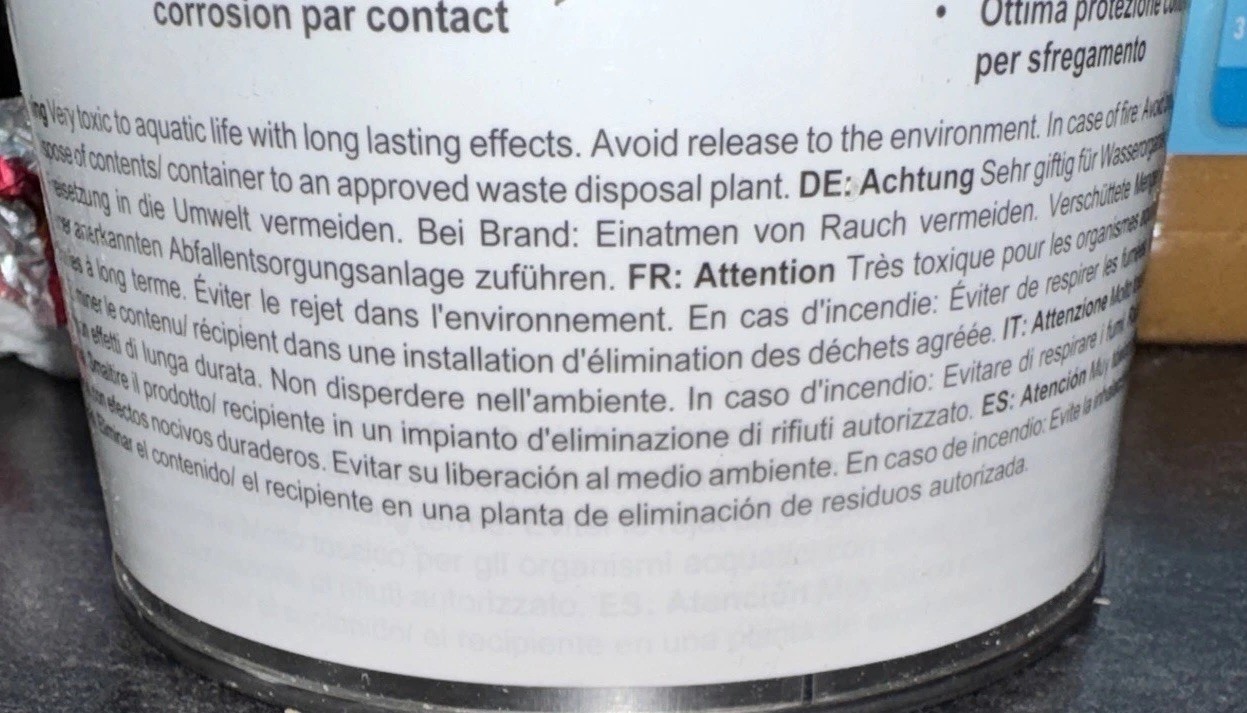 corrosion par contact
• Ottima protezione
per sfregamento
Very toxic to aquatic life with long lasting effects. Avoid release to the environment. In case of fire: Avoid
of contents/ container to an approved waste disposal plant. DE: Achtung Sehr giftig für
in die Umwelt vermeiden. Bei Brand: Einatmen von Rauch vermeiden. Verschüttete
anerkannten Abfallentsorgungsanlage zuführen. FR: Attention Très toxique pour les organismes
à long terme. Éviter le rejet dans l'environnement. En cas d'incendie: Éviter de respirer les
le contenu/ récipient dans une installation d'élimination des déchets agréée. IT: Attenzione Molto
effetti di lunga durata. Non disperdere nell'ambiente. In caso d'incendio: Evitare di respirare i fumi.
il prodotto/ recipiente in un impianto d'eliminazione di rifiuti autorizzato. ES: Atención Muy
efectos nocivos duraderos. Evitar su liberación al medio ambiente. En caso de incendio: Evite la
Eliminar el contenido/ el recipiente en una planta de eliminación de residuos autorizada.